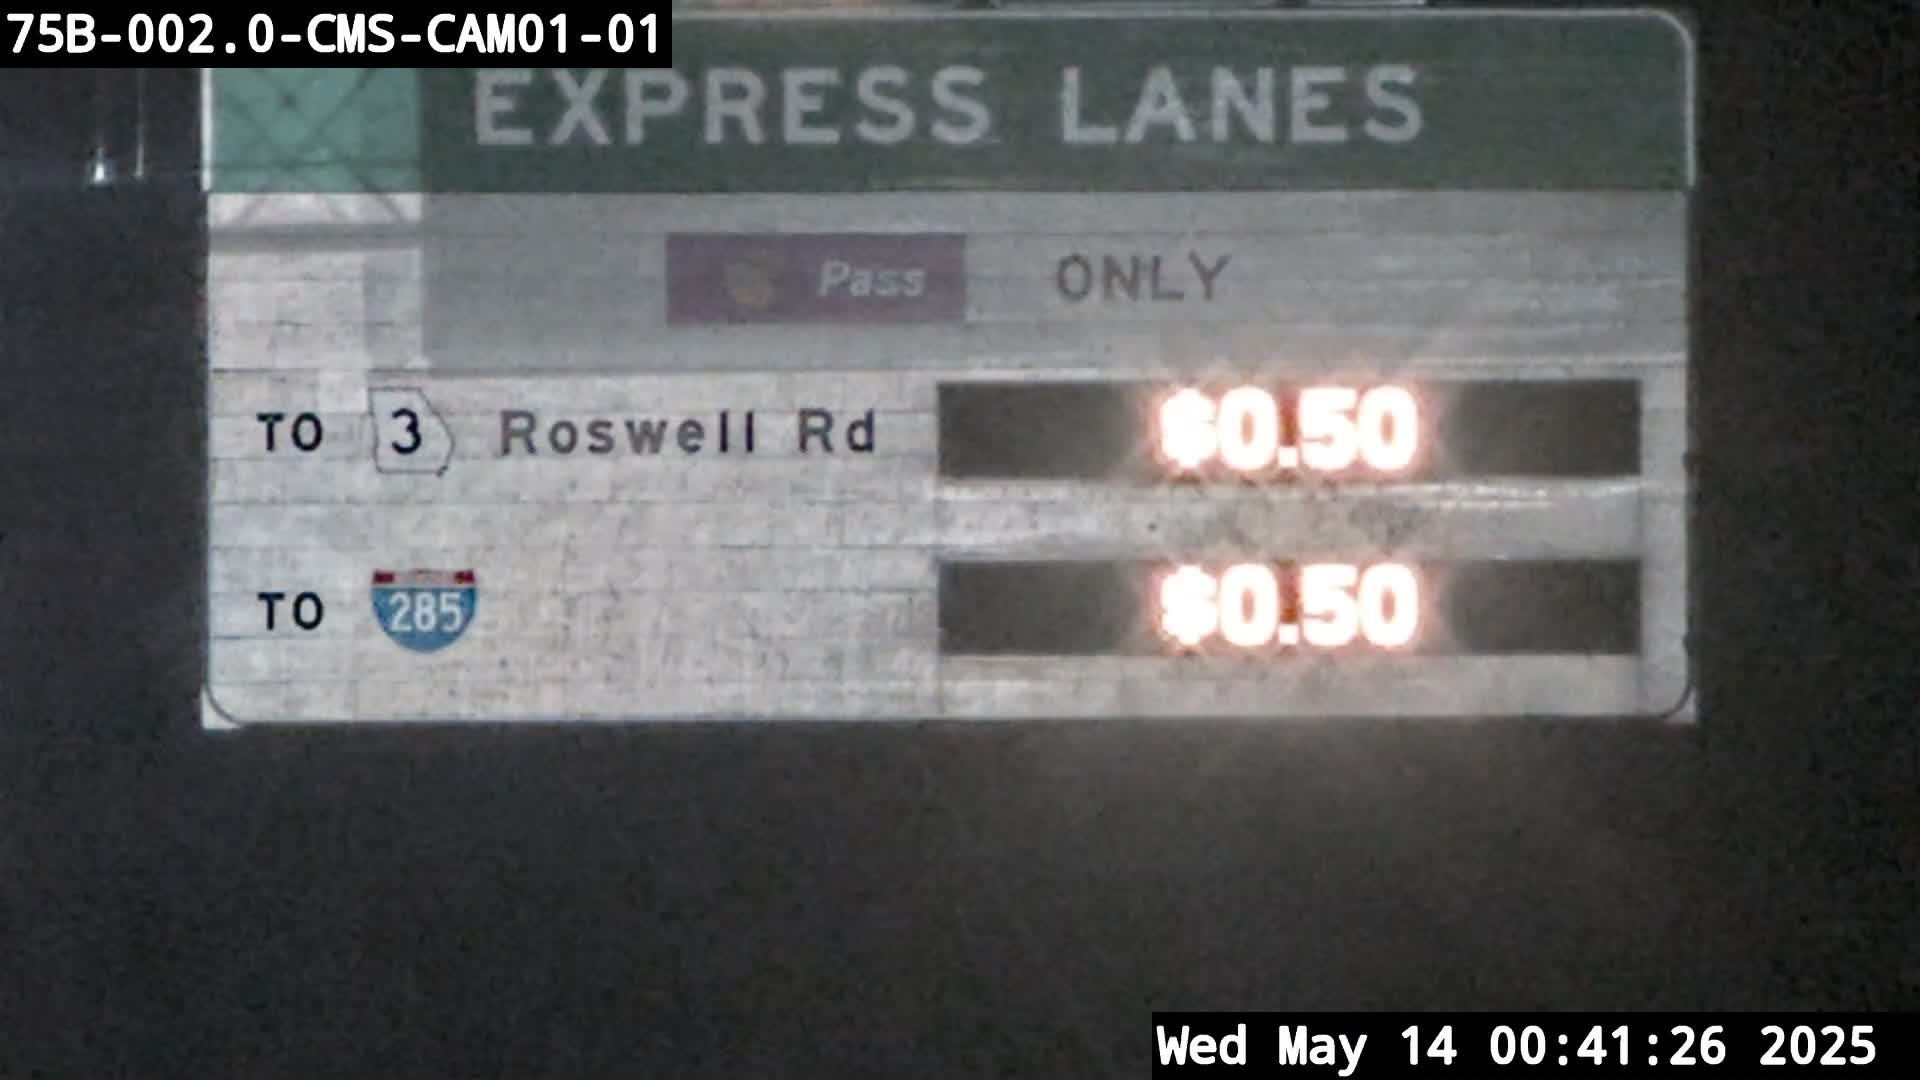 75B-002.0-CMS-CAM01-01
EXPRESS LANES
Pass ONLY
TO 3 Roswell Rd $0.50
TO 285 $0.50
Wed May 14 00:41:26 2025